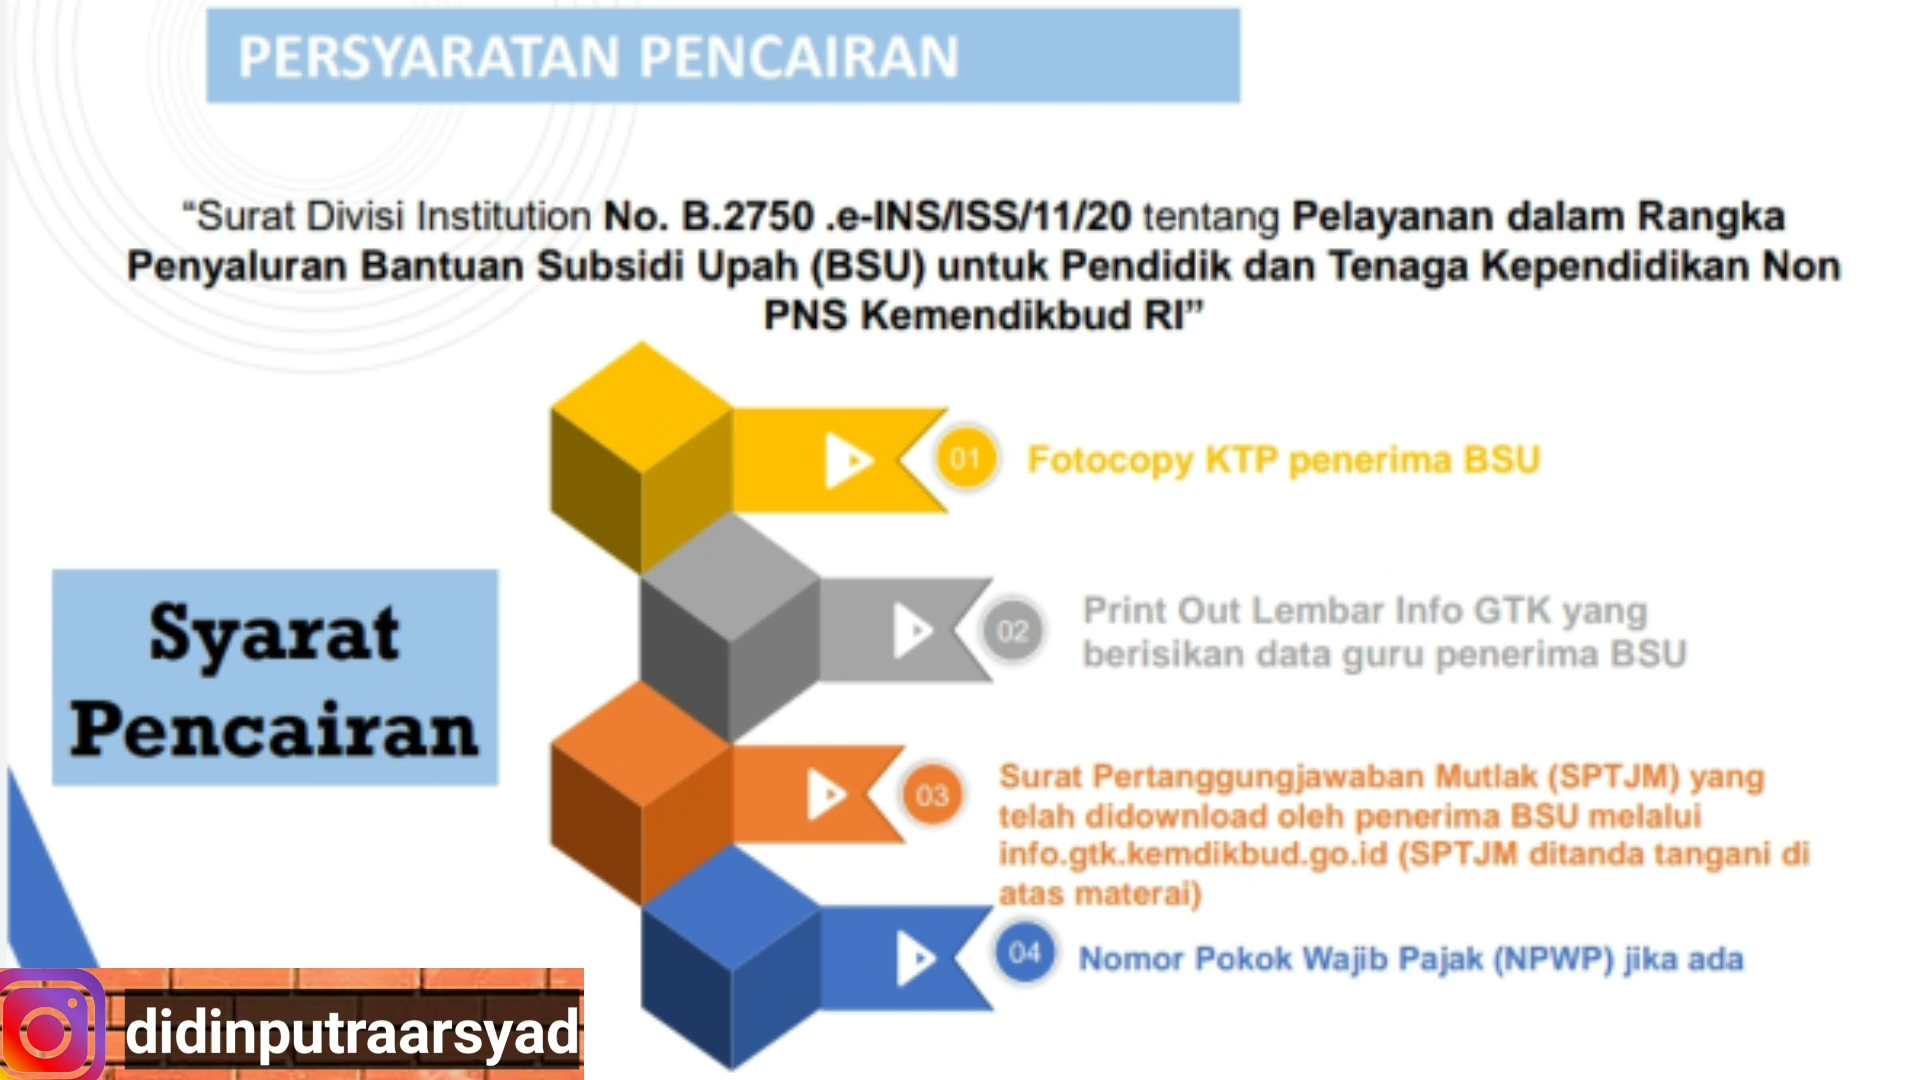 PERSYARATAN PENCAIRAN
“Surat Divisi Institution No. B.2750 .e-INS/ISS/11/20 tentang Pelayanan dalam Rangka
Penyaluran Bantuan Subsidi Upah (BSU) untuk Pendidik dan Tenaga Kependidikan Non
PNS Kemendikbud RI”
01
Fotocopy KTP penerima BSU
02
Print Out Lembar Info GTK yang
berisikan data guru penerima BSU
Syarat
Pencairan
03
Surat Pertanggungjawaban Mutlak (SPTJM) yang
telah didownload oleh penerima BSU melalui
info.gtk.kemdikbud.go.id (SPTJM ditanda tangani di
atas materai)
04
Nomor Pokok Wajib Pajak (NPWP) jika ada
didinputraarsyad